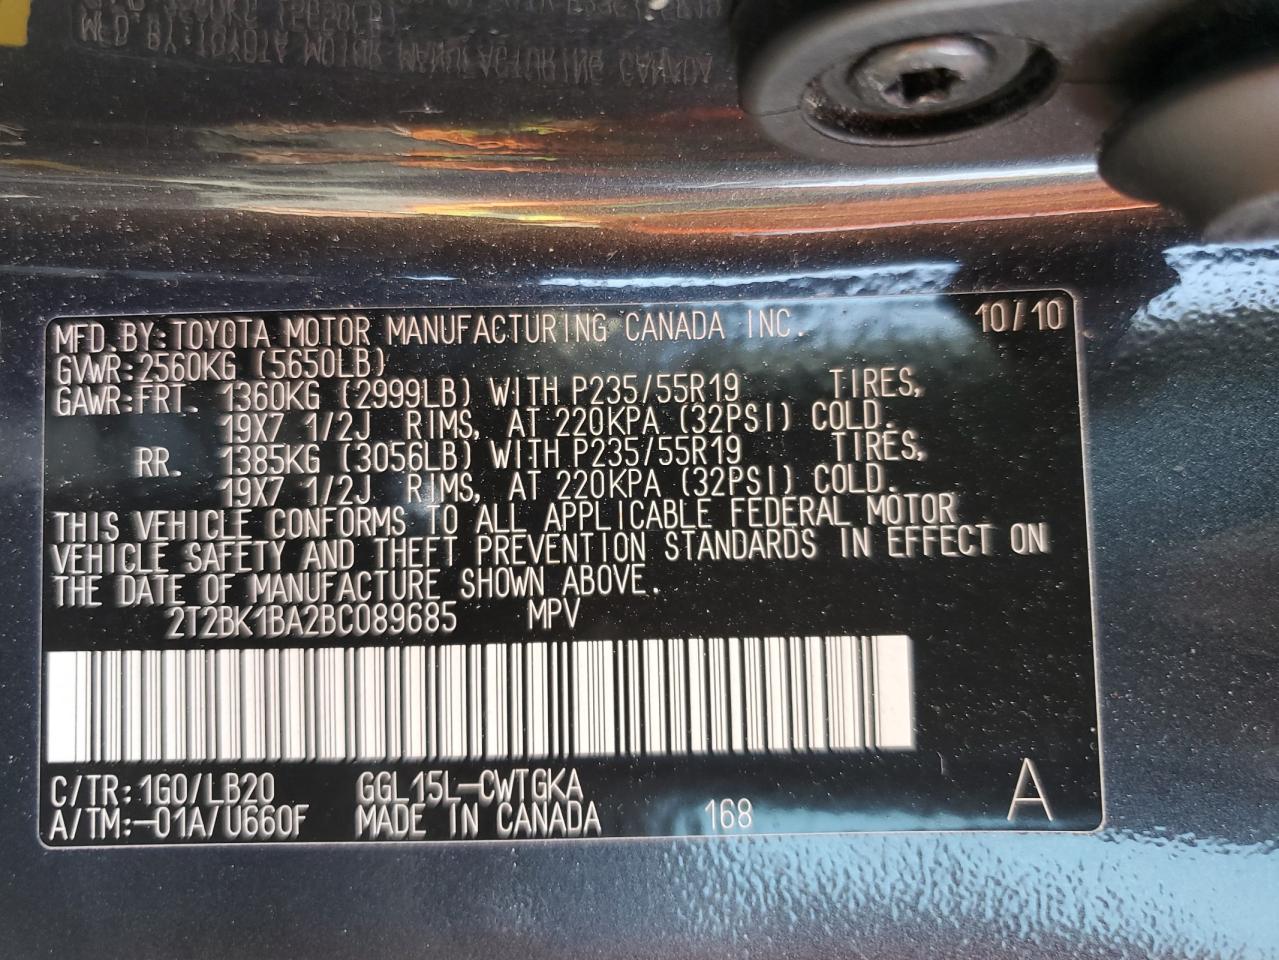 MFD. BY: TOYOTA MOTOR MANUFACTURING CANADA INC. 10/10
GVWR: 2560KG (5650LB)
GAWR: FRT. 1360KG (2999LB) WITH P235/55R19 TIRES,
19X7 1/2J RIMS, AT 220KPA (32PSI) COLD.
RR. 1385KG (3056LB) WITH P235/55R19 TIRES,
19X7 1/2J RIMS, AT 220KPA (32PSI) COLD.
THIS VEHICLE CONFORMS TO ALL APPLICABLE FEDERAL MOTOR
VEHICLE SAFETY AND THEFT PREVENTION STANDARDS IN EFFECT ON
THE DATE OF MANUFACTURE SHOWN ABOVE.
2T2BK1BA2BC089685 MPV
C/TR: 1G0/LB20 GGL15L-CWTGKA
A/TM: -01A/U660F MADE IN CANADA 168 A